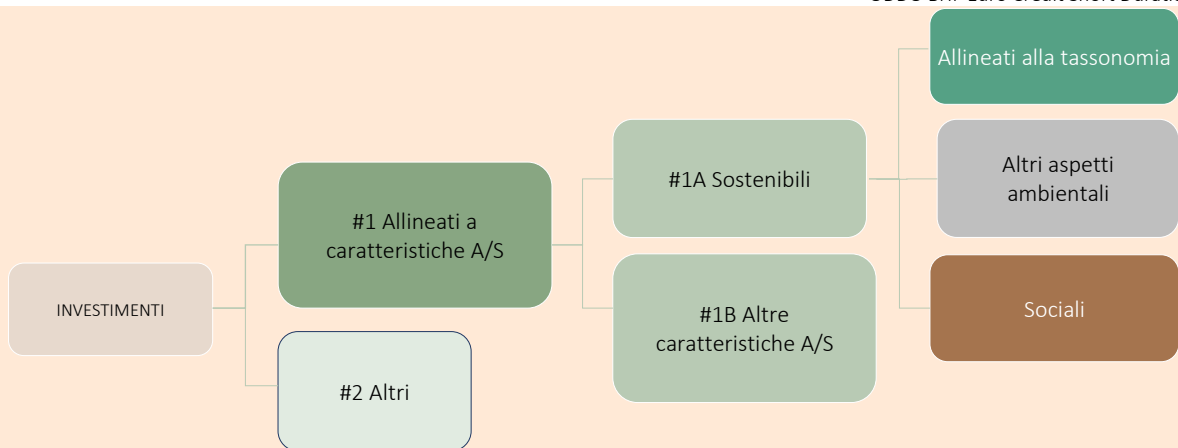 Allineati alla tassonomia
#1A Sostenibili
Altri aspetti
ambientali
#1 Allineati a
caratteristiche A/S
INVESTIMENTI
#1B Altre
caratteristiche A/S
Sociali
#2 Altri